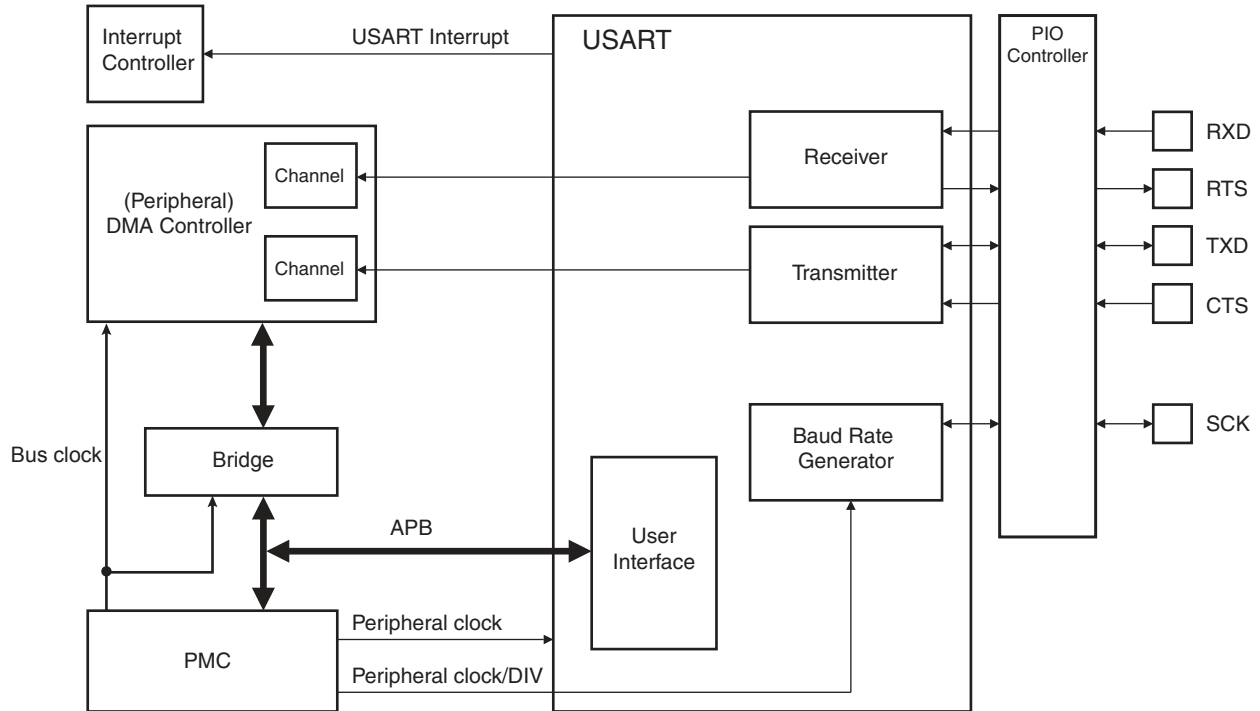 Interrupt
Controller
USART Interrupt
USART
PIO
Controller
(Peripheral)
DMA Controller
Channel
Channel
Receiver
Transmitter
RXD
RTS
TXD
CTS
SCK
Baud Rate
Generator
Bus clock
Bridge
APB
User
Interface
PMC
Peripheral clock
Peripheral clock/DIV